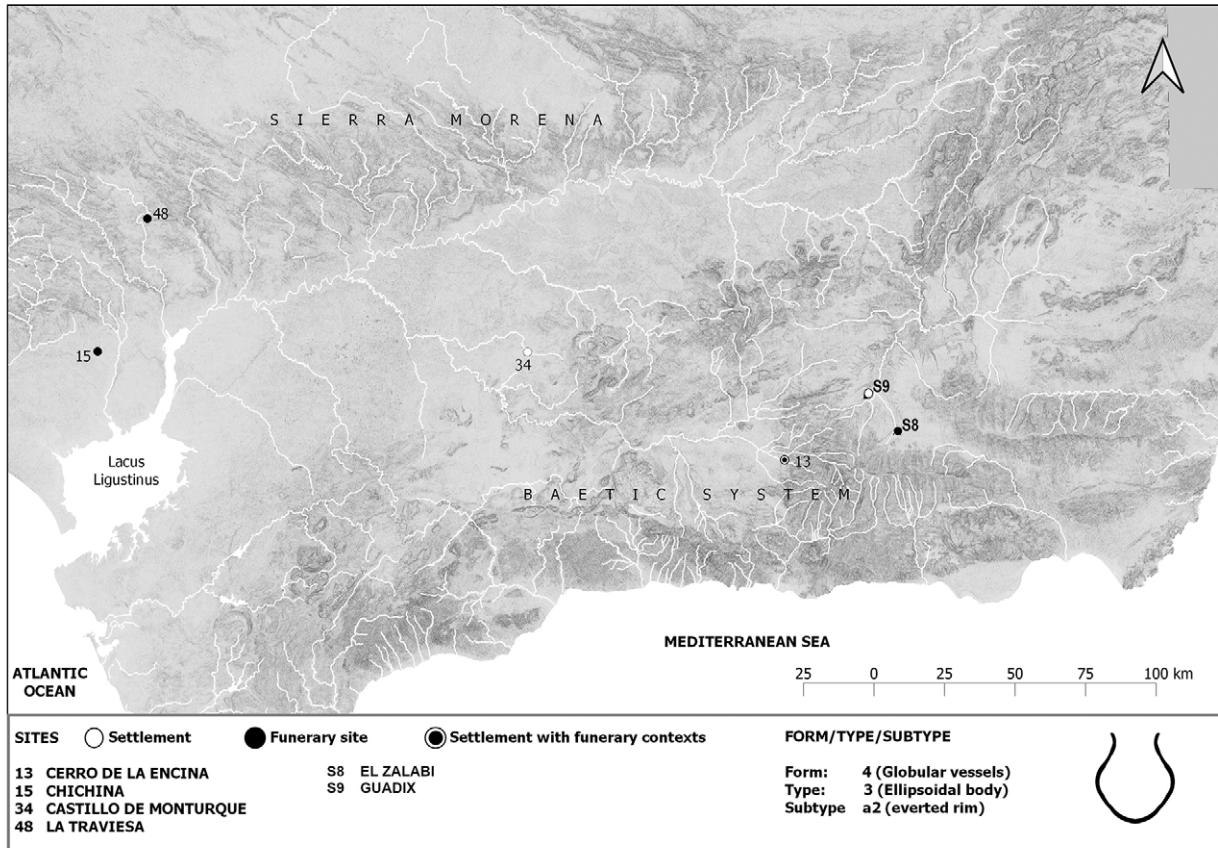 SIERRA MORENA
48
15
34
S9
S8
13
Lacus
Ligustinus
BAETIC SYSTEM
MEDITERRANEAN SEA
ATLANTIC
OCEAN
25 0 25 50 75 100 km
SITES Settlement Funerary site Settlement with funerary contexts
13 CERRO DE LA ENCINA
15 CHICHINA
34 CASTILLO DE MONTURQUE
48 LA TRAVIESA
S8 EL ZALABI
S9 GUADIX
FORM/TYPE/SUBTYPE
Form: 4 (Globular vessels)
Type: 3 (Ellipsoidal body)
Subtype a2 (everted rim)